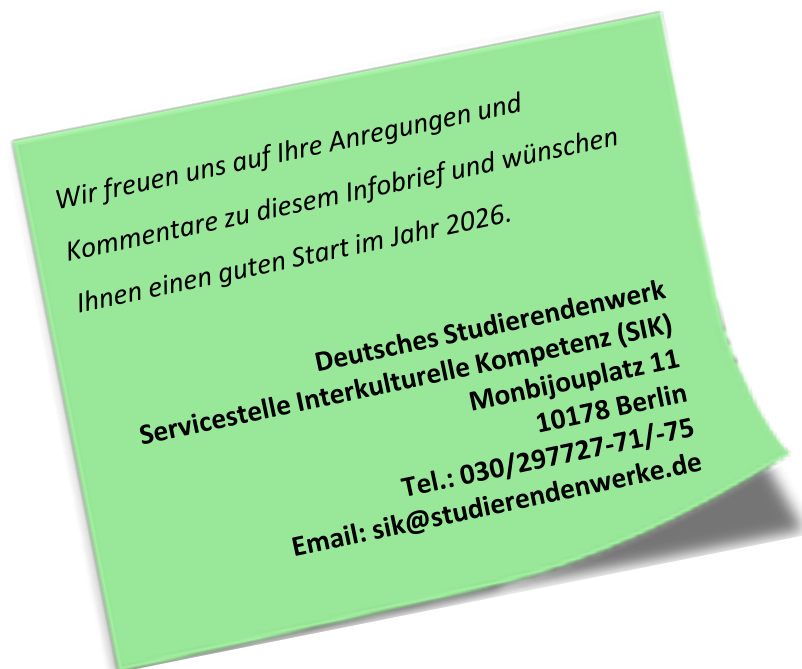 Wir freuen uns auf Ihre Anregungen und
Kommentare zu diesem Infobrief und wünschen
Ihnen einen guten Start im Jahr 2026.
Deutsches Studierendenwerk
Servicestelle Interkulturelle Kompetenz (SIK)
Monbijouplatz 11
10178 Berlin
Tel.: 030/297727-71/-75
Email: sik@studierendenwerke.de